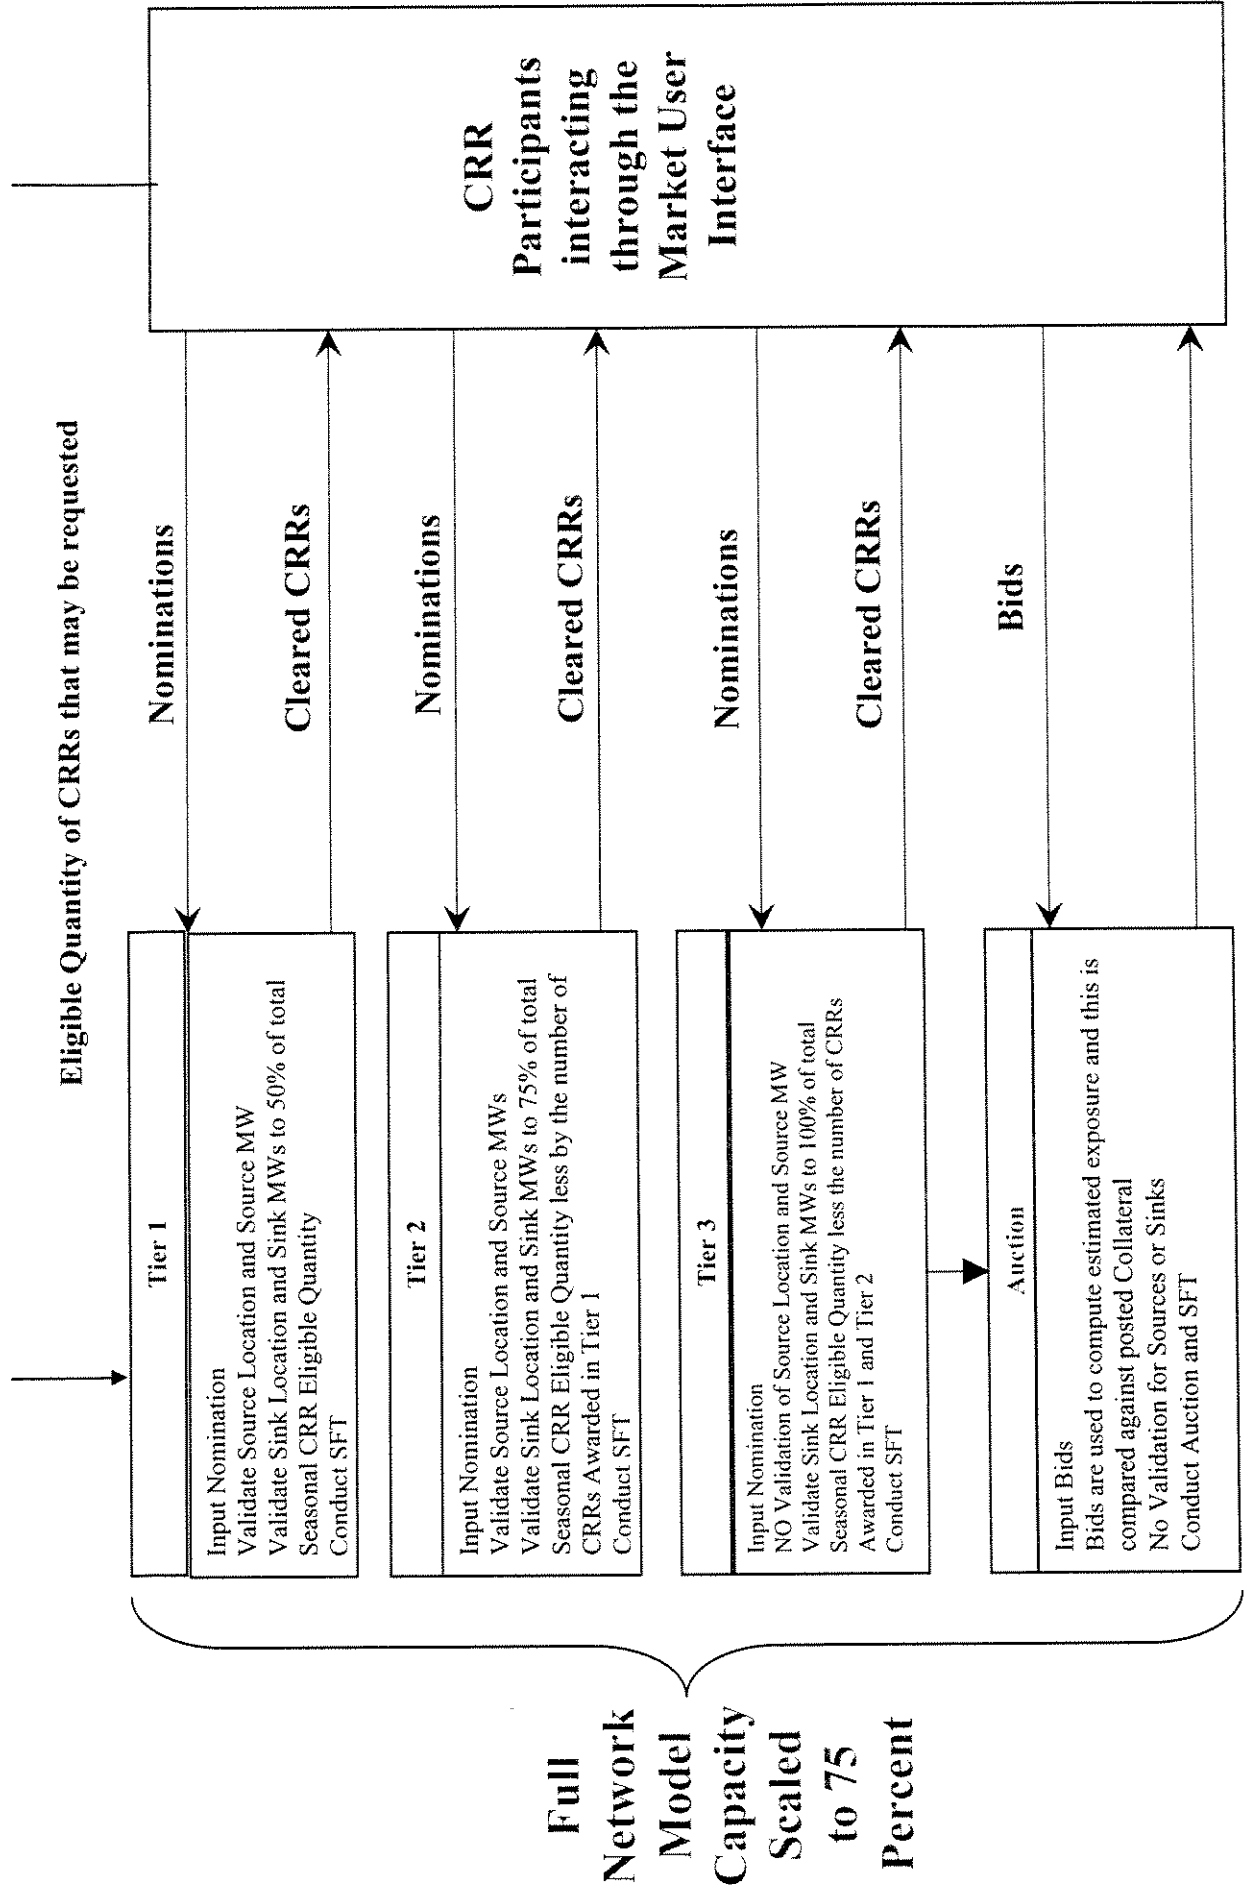 Eligible Quantity of CRRs that may be requested
Tier 1
Input Nomination
Validate Source Location and Source MW
Validate Sink Location and Sink MWs to 50% of total
Seasonal CRR Eligible Quantity
Conduct SFT
Nominations
Cleared CRRs
Tier 2
Input Nomination
Validate Source Location and Source MWs
Validate Sink Location and Sink MWs to 75% of total
Seasonal CRR Eligible Quantity less by the number of
CRRs Awarded in Tier 1
Conduct SFT
Nominations
Cleared CRRs
Tier 3
Input Nomination
NO Validation of Source Location and Source MW
Validate Sink Location and Sink MWs to 100% of total
Seasonal CRR Eligible Quantity less the number of CRRs
Awarded in Tier 1 and Tier 2
Conduct SFT
Nominations
Cleared CRRs
Auction
Input Bids
Bids are used to compute estimated exposure and this is
compared against posted Collateral
No Validation for Sources or Sinks
Conduct Auction and SFT
Bids
Full
Network
Model
Capacity
Scaled
to 75
Percent
CRR
Participants
interacting
through the
Market User
Interface